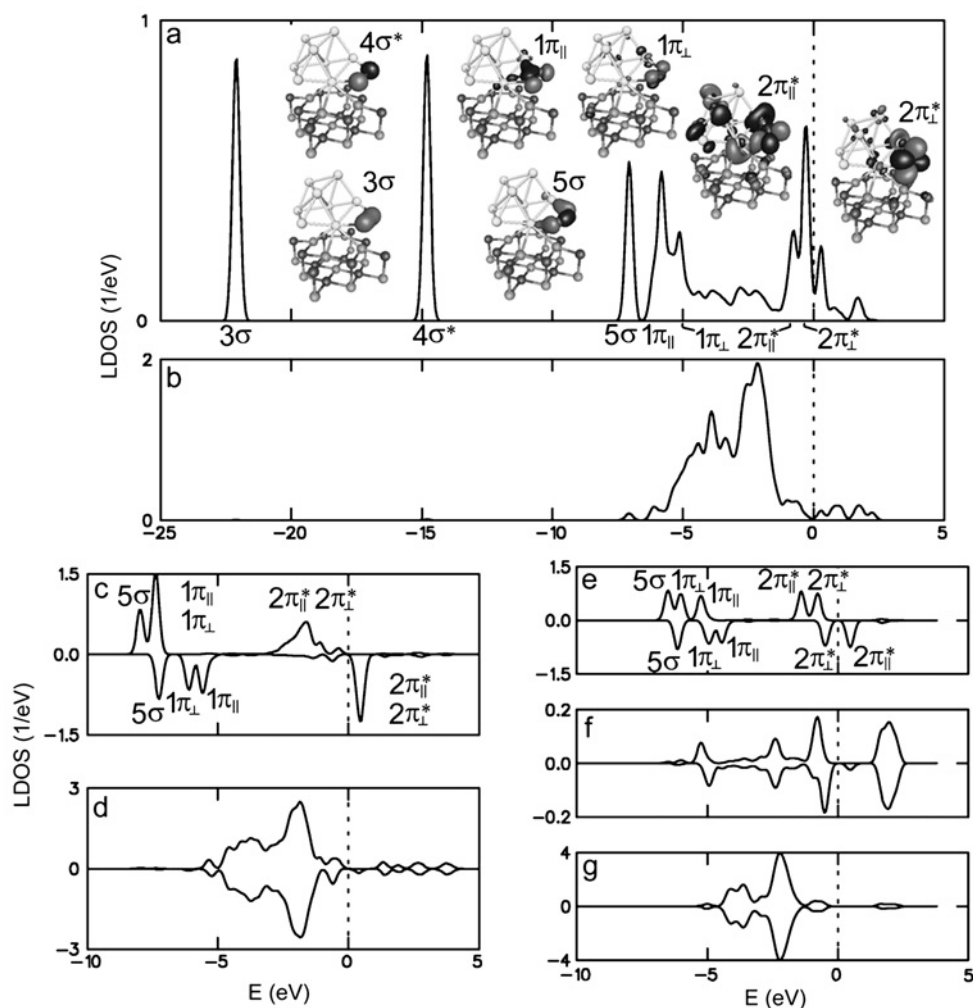 1
a
4σ*
1π∥
1π⊥
2π∥*
2π⊥*
3σ
5σ
LDOS (1/eV)
0
3σ
4σ*
5σ 1π∥
1π⊥ 2π∥*
2π⊥*
2
b
0
-25 -20 -15 -10 -5 0 5
1.5
c
5σ
1π∥
1π⊥
2π∥* 2π⊥*
0.0
5σ 1π⊥ 1π∥
2π∥*
2π⊥*
-1.5
LDOS (1/eV)
3
d
0
-3
-10 -5 0 5
E (eV)
1.5
e
5σ 1π⊥
1π∥
2π∥* 2π⊥*
0.0
5σ 1π⊥ 1π∥
2π⊥* 2π∥*
-1.5
0.2
f
0.0
-0.2
4
g
0
-4
-10 -5 0 5
E (eV)